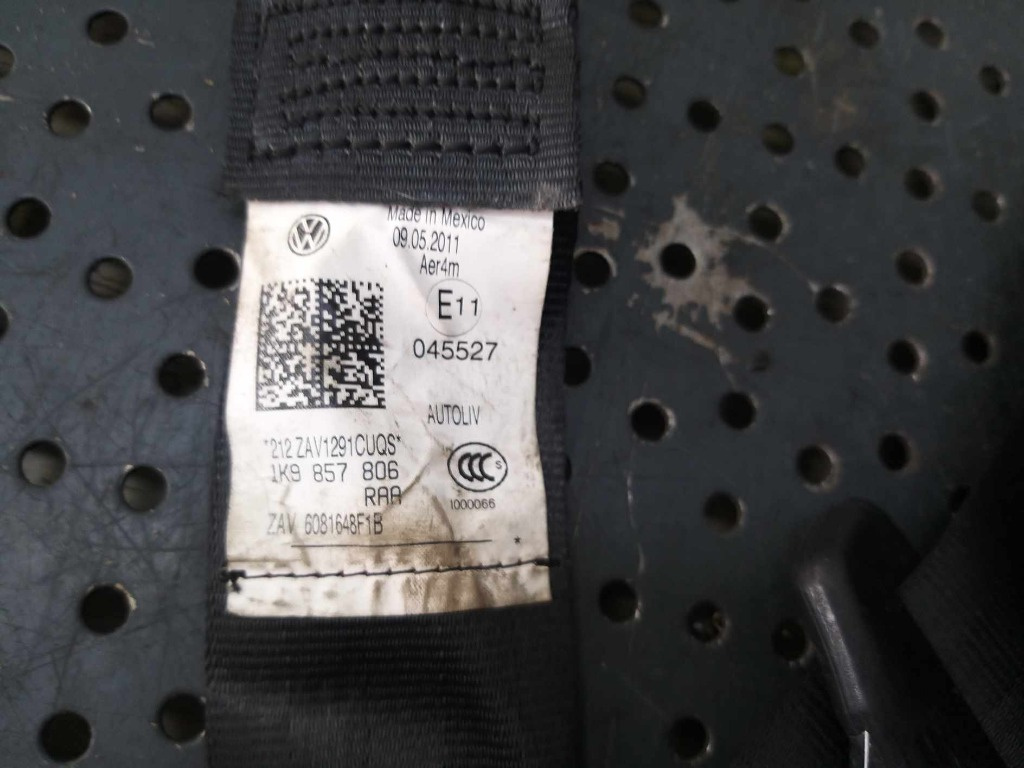 Made in Mexico
09.05.2011
Aer4m
E11
045527
AUTOLIV
*212 ZAV1291CUQS*
1K9 857 806
RAA
CCC S
1000066
ZAV 6081648F1B
*